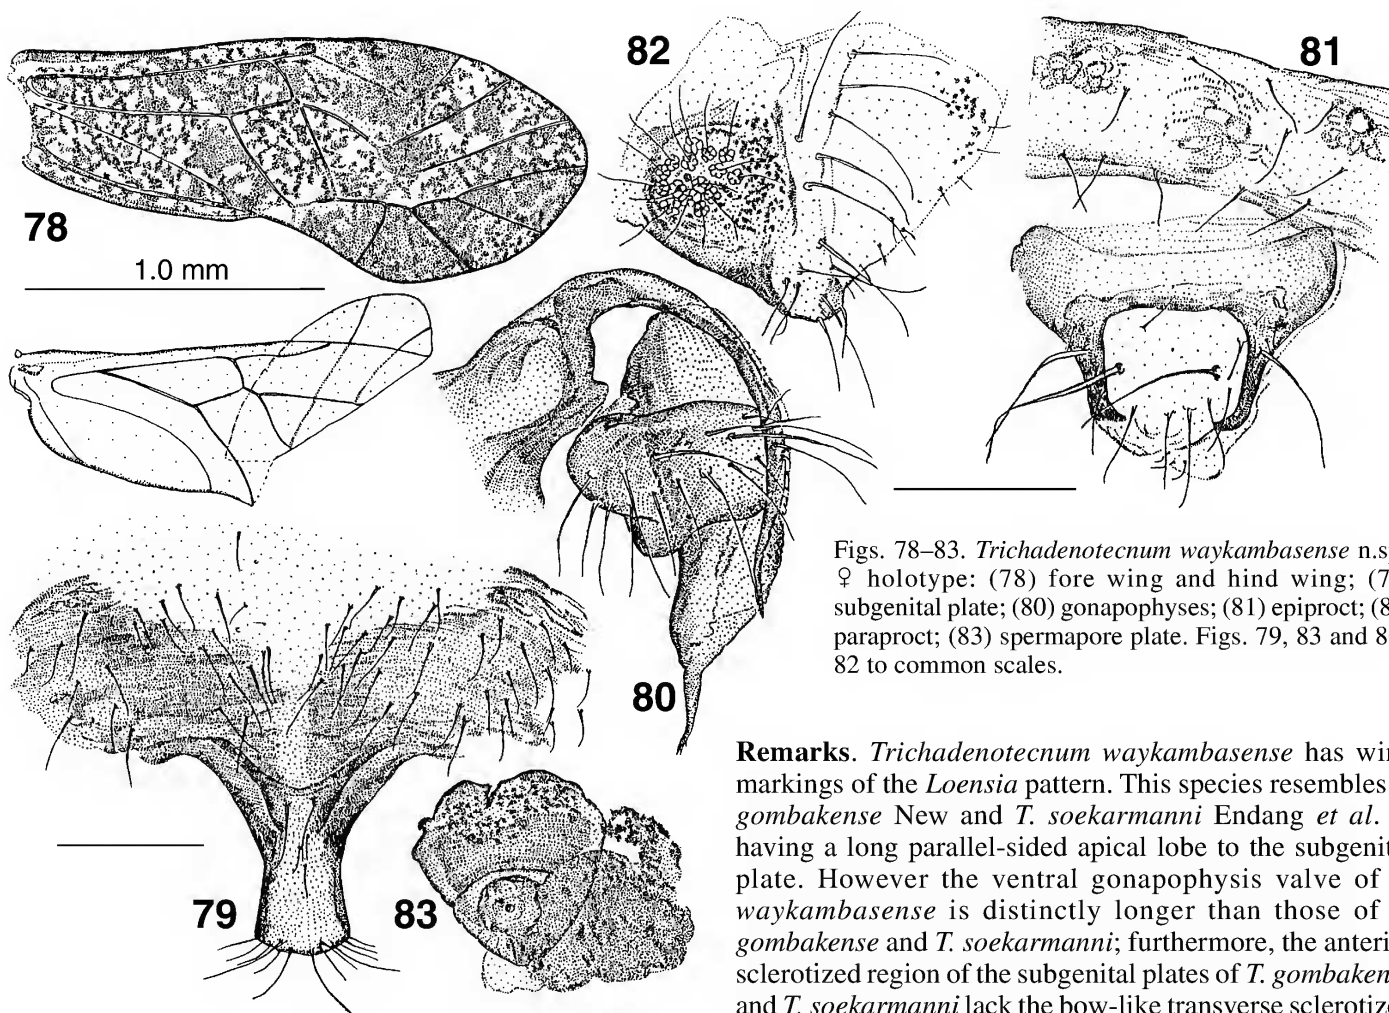 82
81
78
1.0 mm
80
79
83
Figs. 78–83. Trichadenotecnum waykambasense n.sp
♀ holotype: (78) fore wing and hind wing; (7
subgenital plate; (80) gonapophyses; (81) epiproct; (8
paraproct; (83) spermapore plate. Figs. 79, 83 and 8
82 to common scales.
Remarks. Trichadenotecnum waykambasense has win
markings of the Loensia pattern. This species resembles
gombakense New and T. soekarmanni Endang et al.
having a long parallel-sided apical lobe to the subgenit
plate. However the ventral gonapophysis valve of
waykambasense is distinctly longer than those of
gombakense and T. soekarmanni; furthermore, the anteri
sclerotized region of the subgenital plates of T. gombaken
and T. soekarmanni lack the bow-like transverse sclerotize